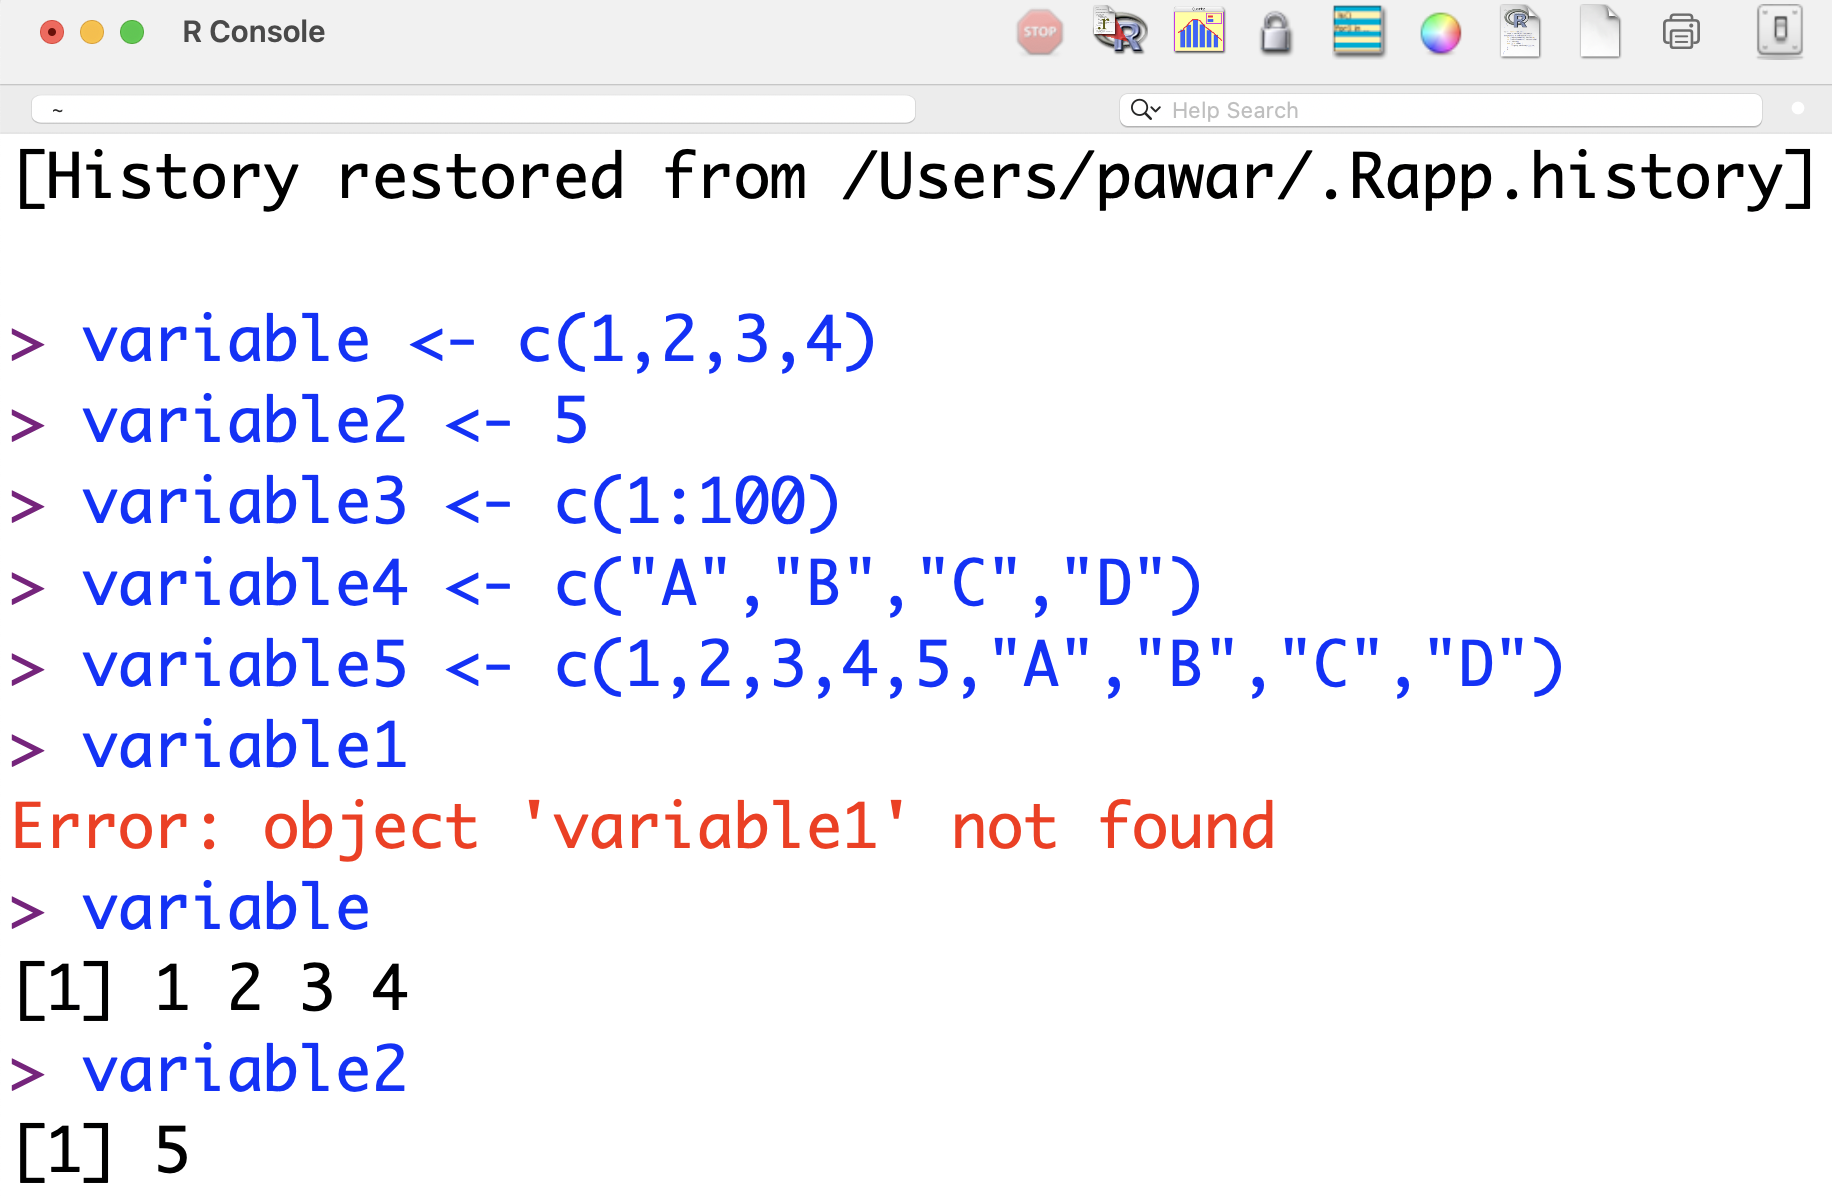 R Console
STOP
~
Help Search
[History restored from /Users/pawar/.Rapp.history]
> variable <- c(1,2,3,4)
> variable2 <- 5
> variable3 <- c(1:100)
> variable4 <- c("A","B","C","D")
> variable5 <- c(1,2,3,4,5,"A","B","C","D")
> variable1
Error: object 'variable1' not found
> variable
[1] 1 2 3 4
> variable2
[1] 5